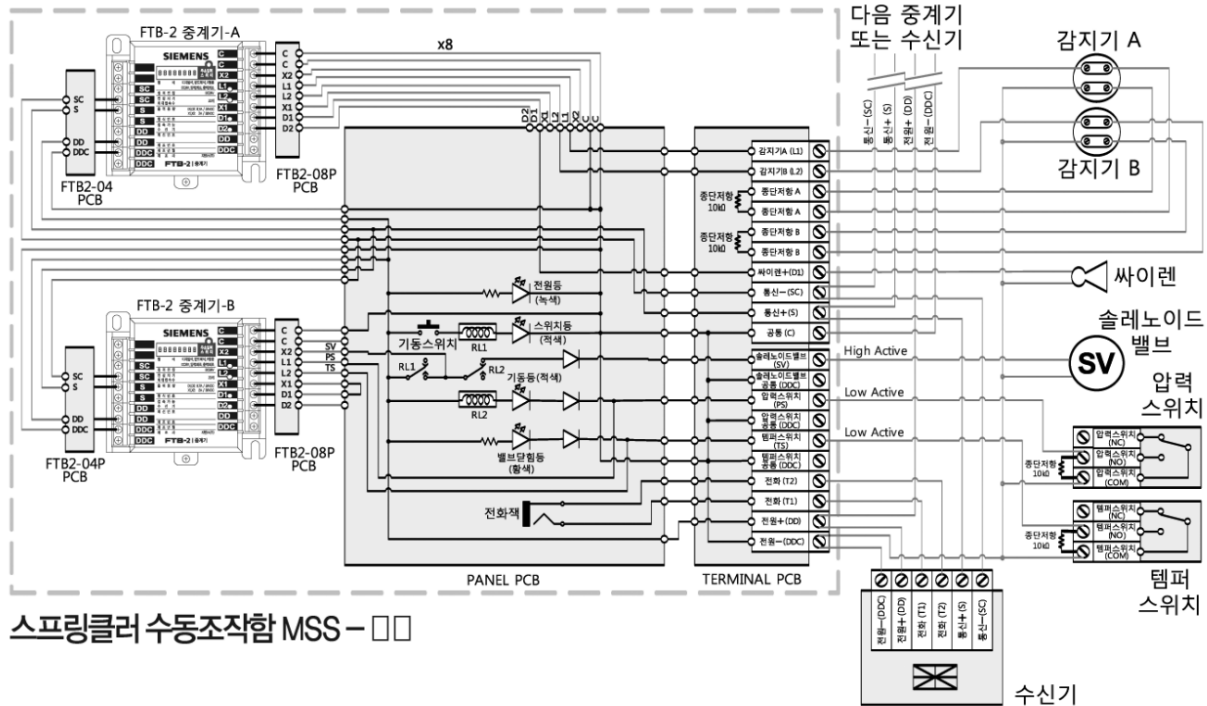 FTB-2 중계기-A
SIEMENS
C
C
X2
L1
L2
X1
D1
D2
SC
S
DD
DDC
FTB-2 | 중계기
FTB2-04
PCB
FTB2-08P
PCB
x8
D2
D1
X1
L2
L1
X2
C
C
FTB-2 중계기-B
SIEMENS
C
C
X2
L1
L2
X1
D1
D2
SC
S
DD
DDC
FTB-2 | 중계기
FTB2-04P
PCB
FTB2-08P
PCB
SV
PS
TS
전원등
(녹색)
기동스위치
RL1
스위치등
(적색)
RL1
RL2
기동등(적색)
RL2
밸브닫힘등
(황색)
전화잭
PANEL PCB
종단저항
10kΩ
종단저항
10kΩ
감지기A (L1)
감지기B (L2)
종단저항 A
종단저항 A
종단저항 B
종단저항 B
싸이렌+(D1)
통신−(SC)
통신+(S)
공통 (C)
솔레노이드밸브
(SV)
솔레노이드밸브
공통 (DDC)
압력스위치
(PS)
압력스위치
공통 (DDC)
템퍼스위치
(TS)
템퍼스위치
공통 (DDC)
전화 (T2)
전화 (T1)
전원+(DD)
전원−(DDC)
TERMINAL PCB
다음 중계기
또는 수신기
통신−(SC)
통신+(S)
전원+(DD)
전원−(DDC)
감지기 A
감지기 B
싸이렌
솔레노이드
밸브
SV
High Active
Low Active
Low Active
압력
스위치
압력스위치
(NC)
압력스위치
(NO)
압력스위치
(COM)
종단저항
10kΩ
템퍼스위치
(NC)
템퍼스위치
(NO)
템퍼스위치
(COM)
종단저항
10kΩ
템퍼
스위치
전원−(DDC)
전원+(DD)
전화 (T1)
전화 (T2)
통신+(S)
통신−(SC)
수신기
스프링클러 수동조작함 MSS – □□